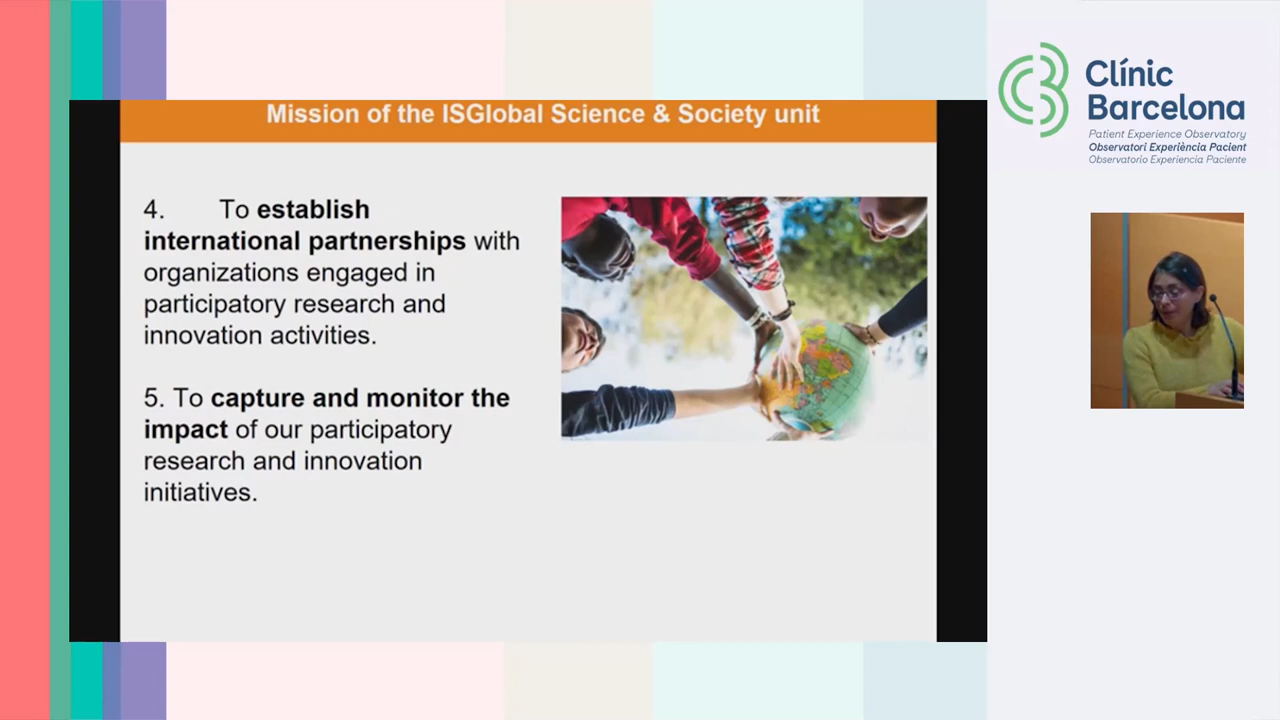 Mission of the ISGlobal Science & Society unit
4. To establish
international partnerships with
organizations engaged in
participatory research and
innovation activities.
5. To capture and monitor the
impact of our participatory
research and innovation
initiatives.
Clínic
Barcelona
Patient Experience Observatory
Observatori Experiència Pacient
Observatorio Experiencia Paciente